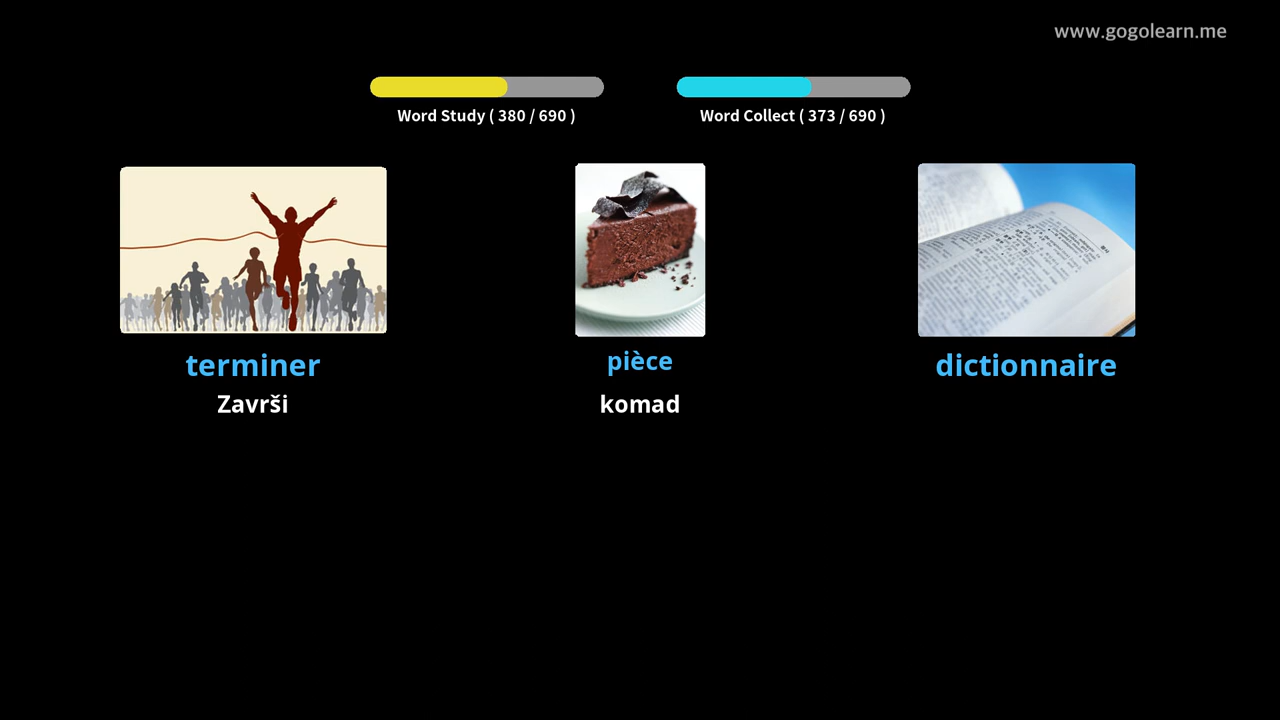 www.gogolearn.me
Word Study ( 380 / 690 )
Word Collect ( 373 / 690 )
terminer
Završi
pièce
komad
dictionnaire